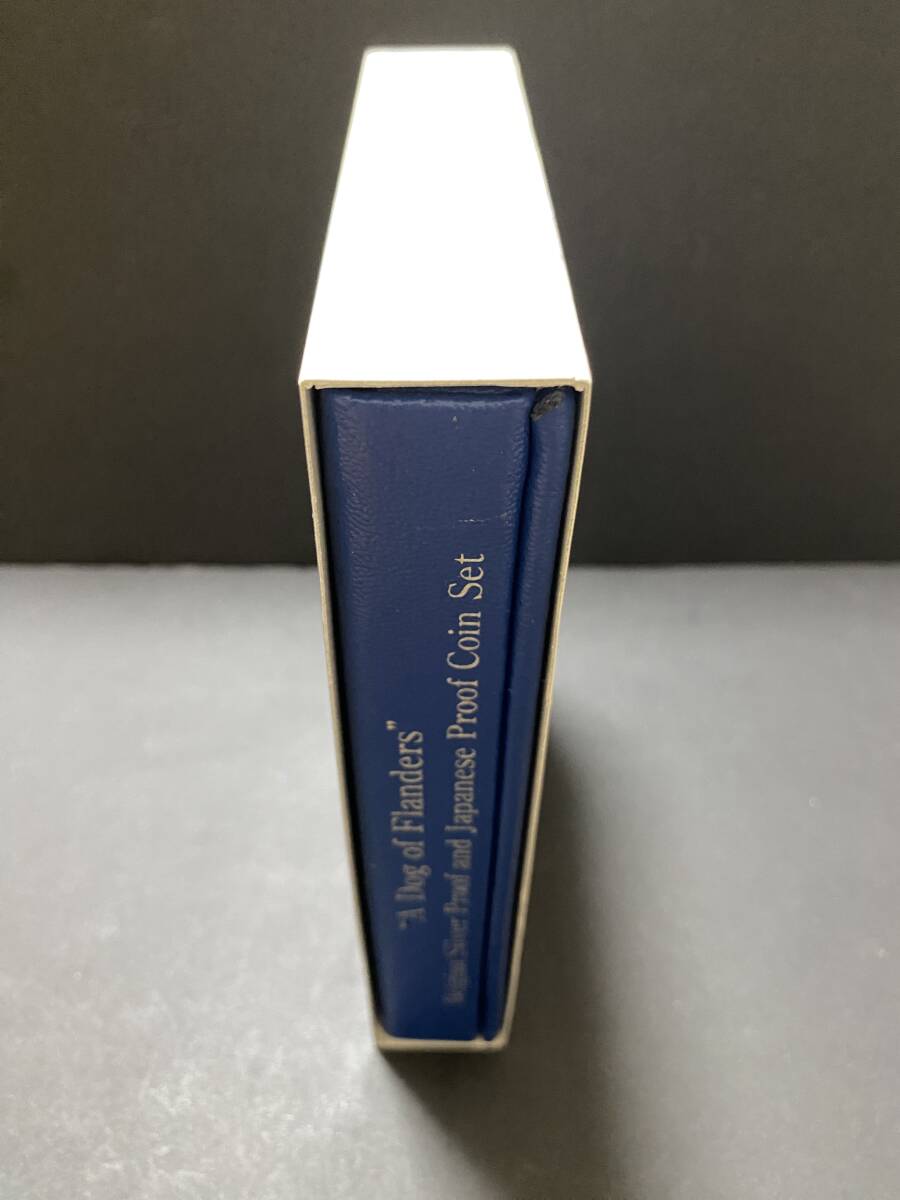 "A Dog of Flanders"
Belgian Silver Proof and Japanese Proof Coin Set